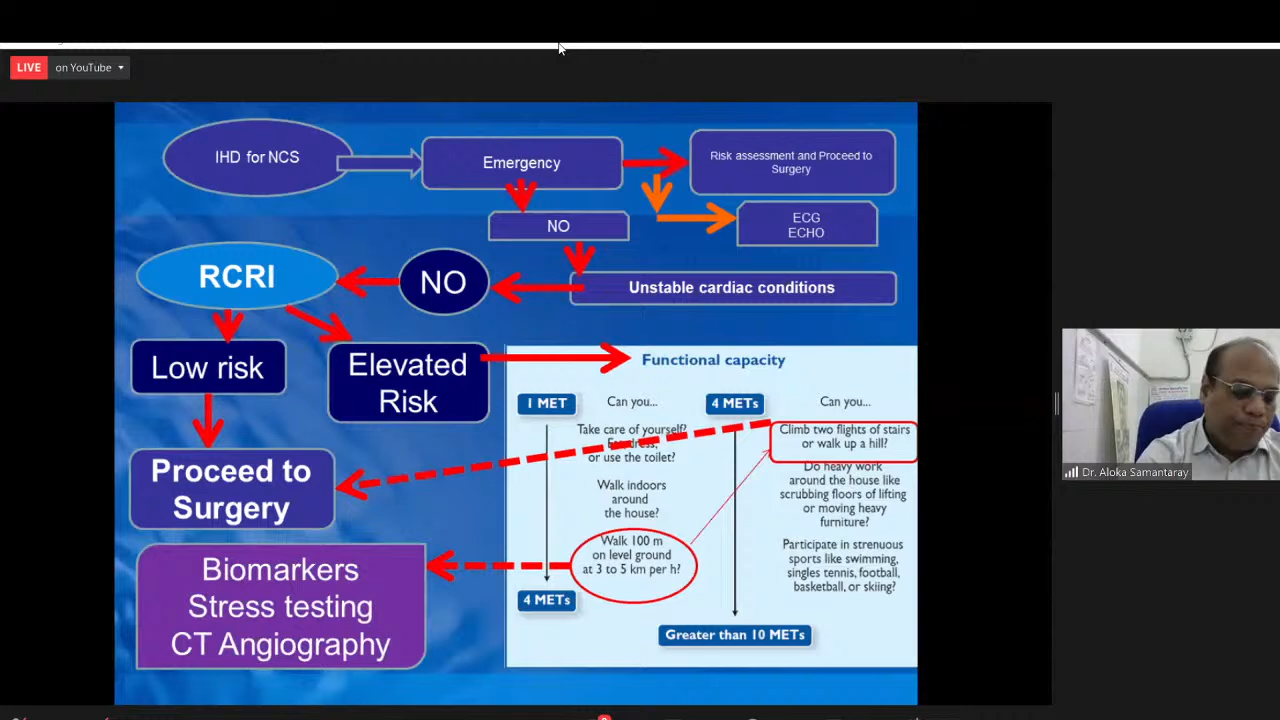 LIVE on YouTube
IHD for NCS
Emergency
Risk assessment and Proceed to
Surgery
NO
ECG
ECHO
RCRI
NO
Unstable cardiac conditions
Low risk
Elevated
Risk
Functional capacity
1 MET
Can you...
Take care of yourself?
or use the toilet?
Walk indoors
around
the house?
Walk 100 m
on level ground
at 3 to 5 km per h?
4 METs
4 METs
Can you...
Climb two flights of stairs
or walk up a hill?
Do heavy work
around the house like
scrubbing floors of lifting
or moving heavy
furniture?
Participate in strenuous
sports like swimming,
singles tennis, football,
basketball, or skiing?
Greater than 10 METs
Proceed to
Surgery
Biomarkers
Stress testing
CT Angiography
Dr. Aloka Samantaray